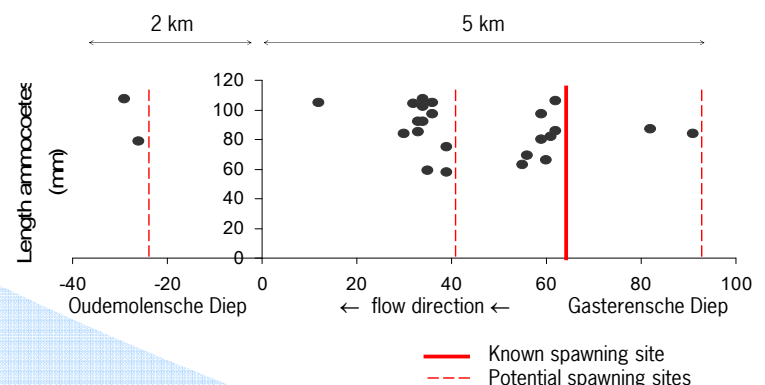 2 km
5 km
Length ammocoetes
(mm)
120
100
80
60
40
20
0
-40 -20 0 20 40 60 80 100
Oudemolensche Diep ← flow direction ← Gasterensche Diep
Known spawning site
Potential spawning sites